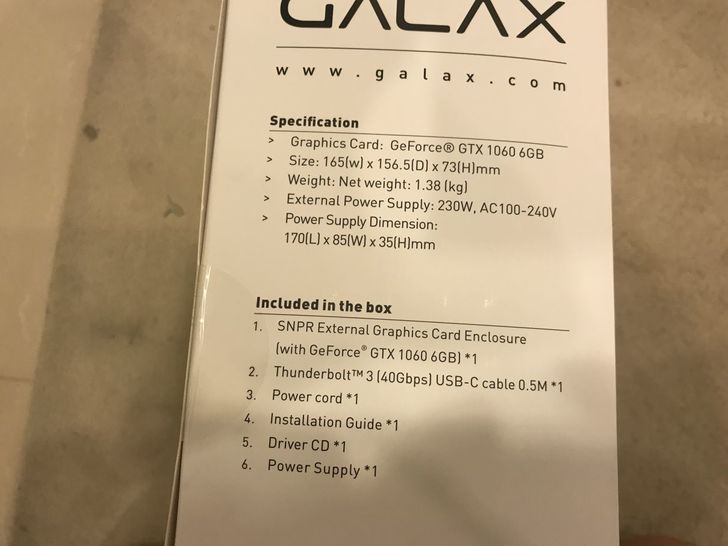 GALAX
www.galax.com
Specification
> Graphics Card: GeForce® GTX 1060 6GB
> Size: 165(w) x 156.5(D) x 73(H)mm
> Weight: Net weight: 1.38 (kg)
> External Power Supply: 230W, AC100-240V
> Power Supply Dimension:
170(L) x 85(W) x 35(H)mm
Included in the box
1. SNPR External Graphics Card Enclosure
(with GeForce® GTX 1060 6GB) *1
2. Thunderbolt™ 3 (40Gbps) USB-C cable 0.5M *1
3. Power cord *1
4. Installation Guide *1
5. Driver CD *1
6. Power Supply *1